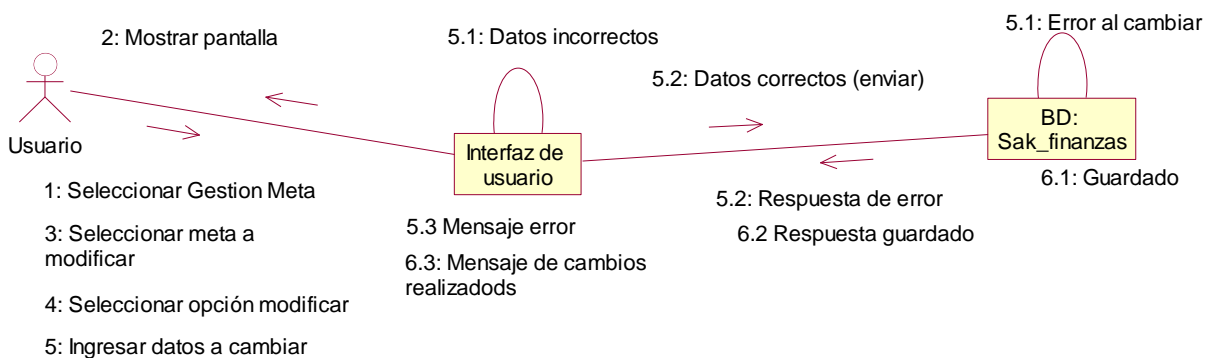 2: Mostrar pantalla
5.1: Datos incorrectos
5.1: Error al cambiar
5.2: Datos correctos (enviar)
Usuario
Interfaz de
usuario
BD:
Sak_finanzas
1: Seleccionar Gestion Meta
3: Seleccionar meta a
modificar
4: Seleccionar opción modificar
5: Ingresar datos a cambiar
5.3 Mensaje error
6.3: Mensaje de cambios
realizadods
5.2: Respuesta de error
6.2 Respuesta guardado
6.1: Guardado